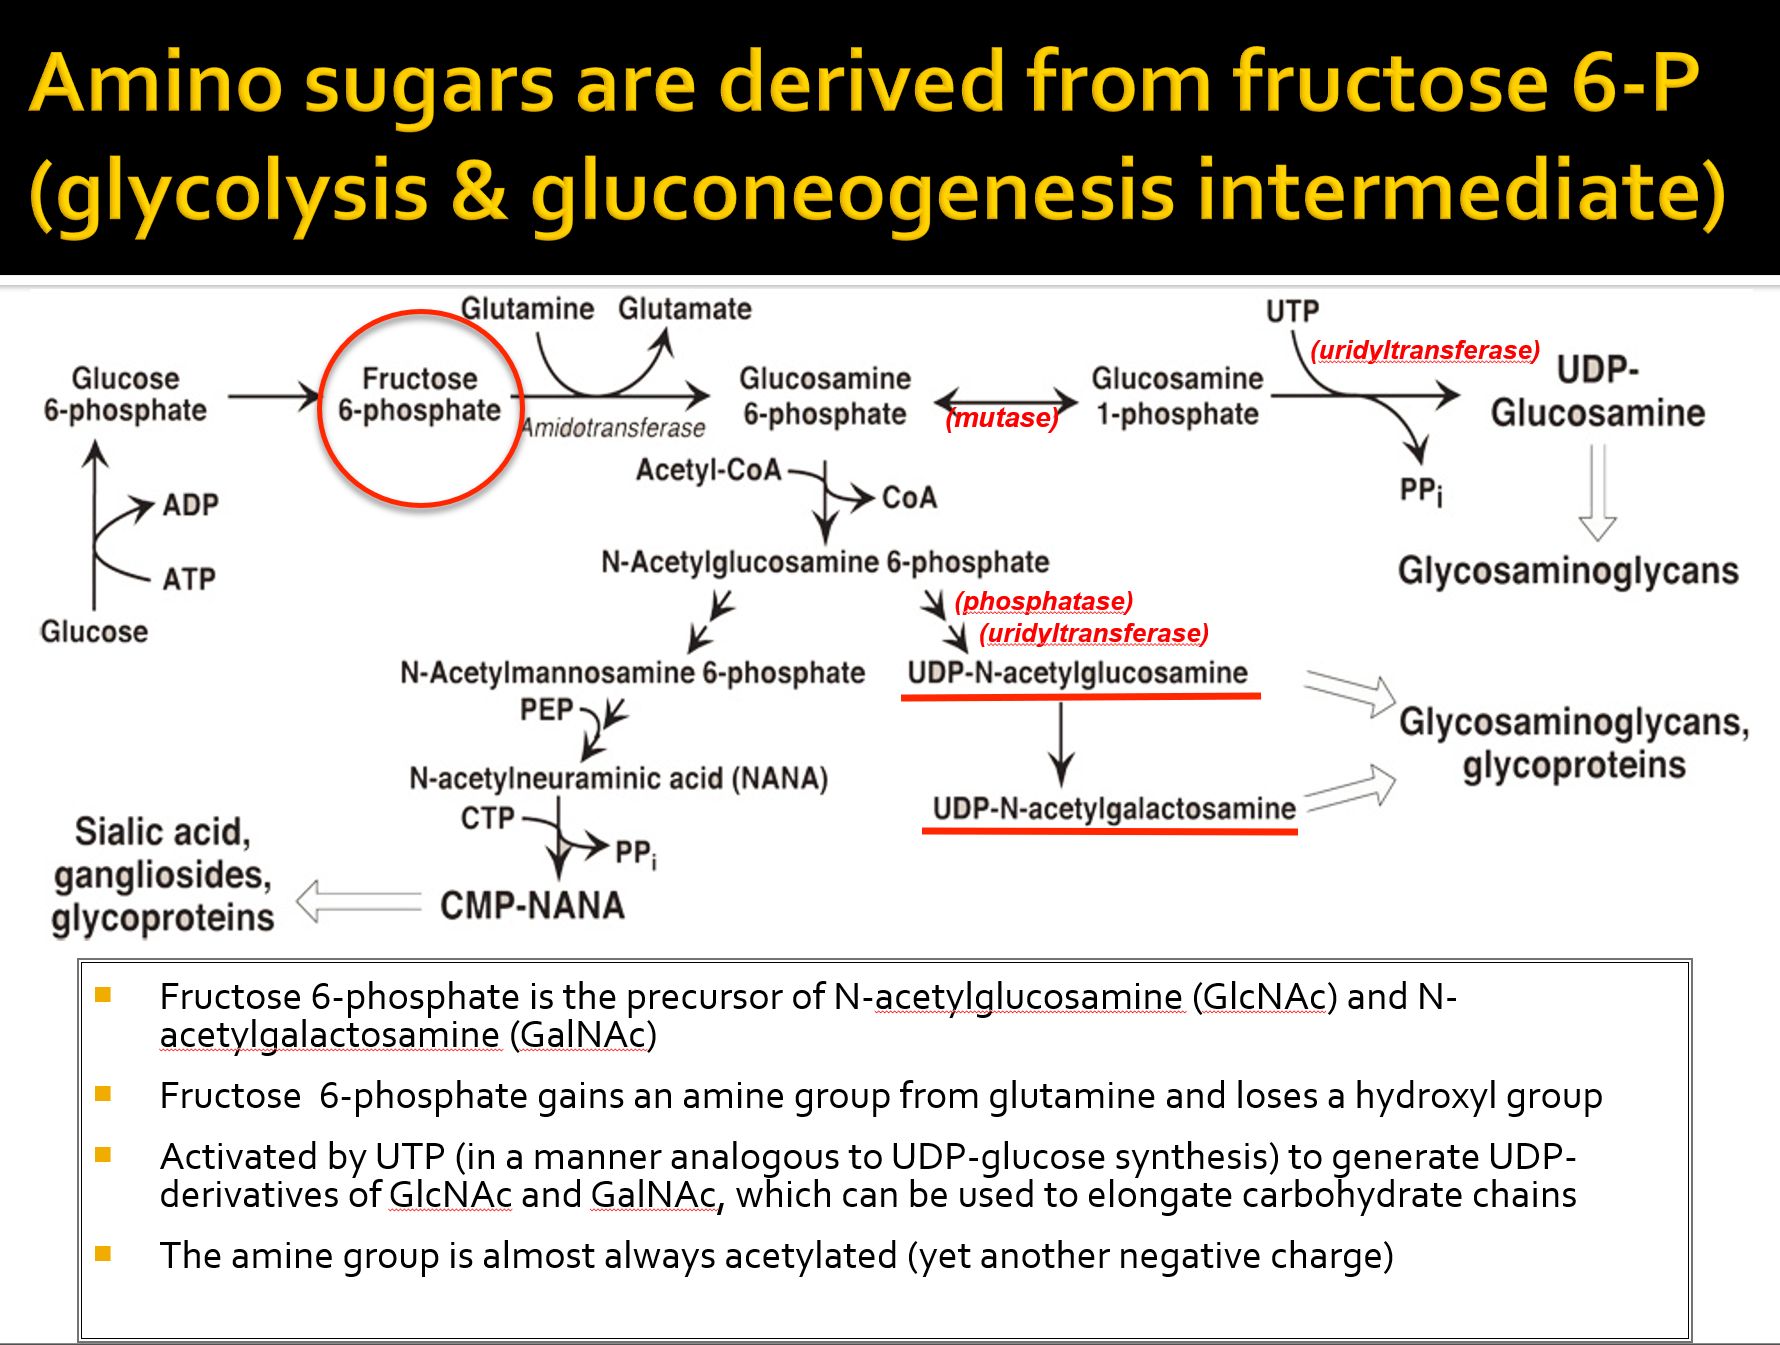 Amino sugars are derived from fructose 6-P
(glycolysis & gluconeogenesis intermediate)
Glutamine Glutamate
UTP
(uridyltransferase)
Glucose
6-phosphate
Fructose
6-phosphate
Amidotransferase
Glucosamine
6-phosphate
(mutase)
Glucosamine
1-phosphate
UDP-
Glucosamine
Acetyl-CoA
CoA
PPi
ADP
ATP
Glucose
N-Acetylglucosamine 6-phosphate
Glycosaminoglycans
(phosphatase)
(uridyltransferase)
N-Acetylmannosamine 6-phosphate
UDP-N-acetylglucosamine
PEP
Glycosaminoglycans,
glycoproteins
N-acetylneuraminic acid (NANA)
UDP-N-acetylgalactosamine
CTP
PPi
Sialic acid,
gangliosides,
glycoproteins
CMP-NANA
Fructose 6-phosphate is the precursor of N-acetylglucosamine (GlcNAc) and N-
acetylgalactosamine (GalNAc)
Fructose  6-phosphate gains an amine group from glutamine and loses a hydroxyl group
Activated by UTP (in a manner analogous to UDP-glucose synthesis) to generate UDP-
derivatives of GlcNAc and GalNAc, which can be used to elongate carbohydrate chains
The amine group is almost always acetylated (yet another negative charge)